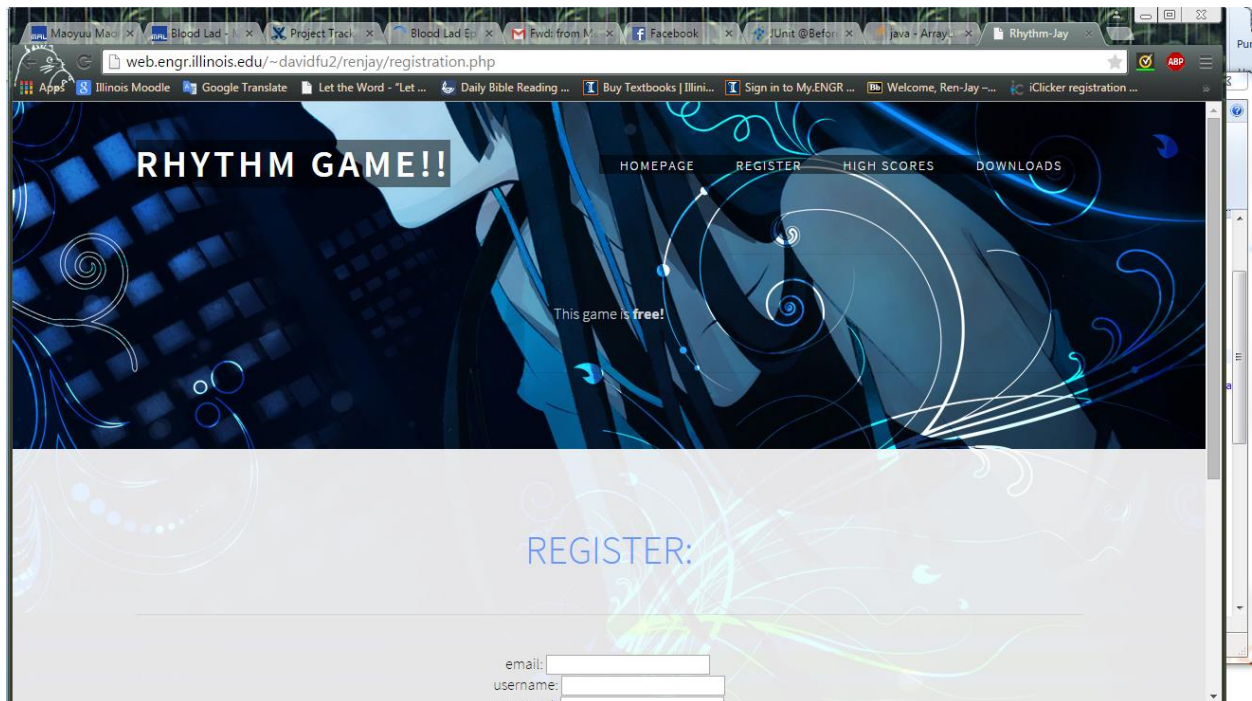 Maoyuu Mao
Blood Lad -
Project Track
Blood Lad Ep
Fwd: from M
Facebook
JUnit @Before
java - Array
Rhythm-Jay
web.engr.illinois.edu/~davidfu2/renjay/registration.php
ABP
Apps
Illinois Moodle
Google Translate
Let the Word - "Let ...
Daily Bible Reading ...
Buy Textbooks | Illini...
Sign in to My.ENGR ...
Welcome, Ren-Jay –...
iClicker registration ...
RHYTHM GAME!!
HOMEPAGE REGISTER HIGH SCORES DOWNLOADS
This game is free!
REGISTER:
email:
username: